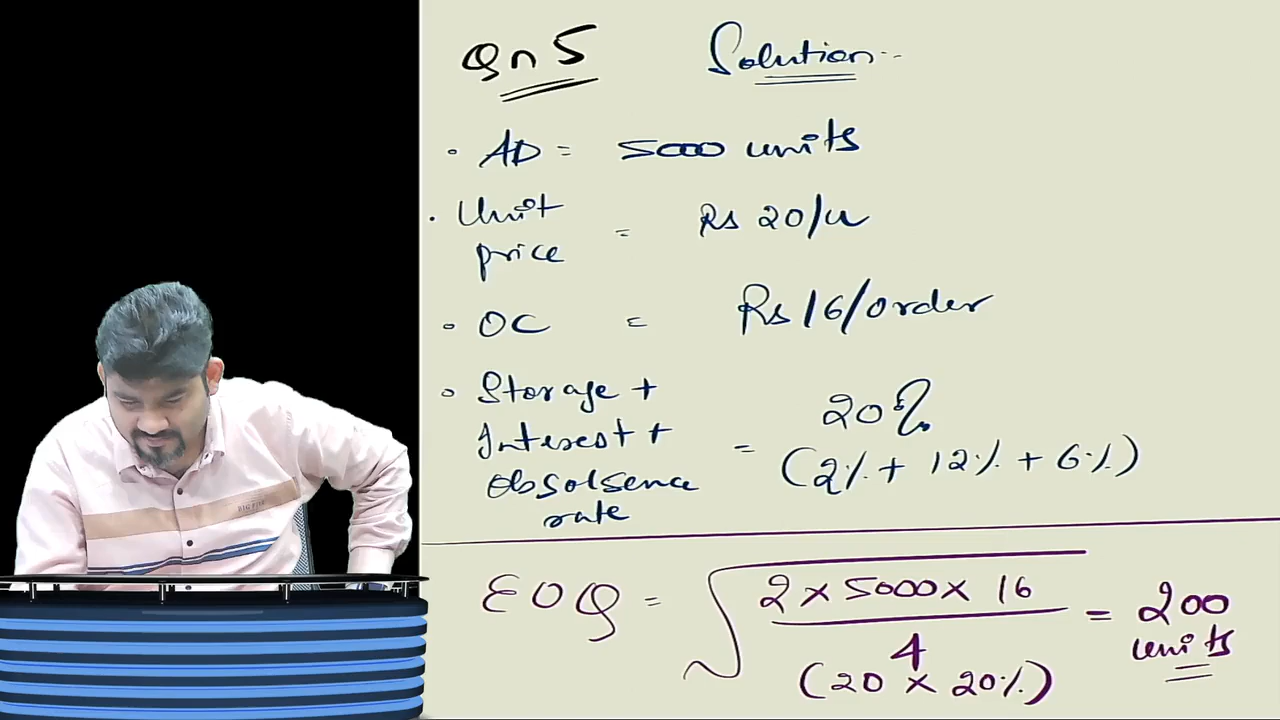 Qn 5 Solution:-
• AD = 5000 units
• Unit price = Rs 20/u
• OC = Rs 16/order
• Storage + Interest + Obsolsence rate = 20% (2% + 12% + 6%)
EOQ = √ 2 × 5000 × 16 / 4 (20 × 20%) = 200 units